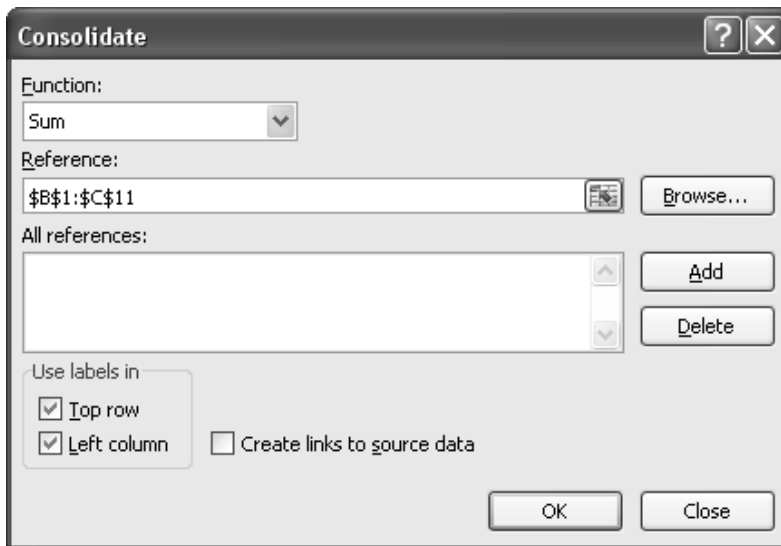 Consolidate
Function:
Sum
Reference:
$B$1:$C$11
Browse...
All references:
Add
Delete
Use labels in
Top row
Left column
Create links to source data
OK
Close